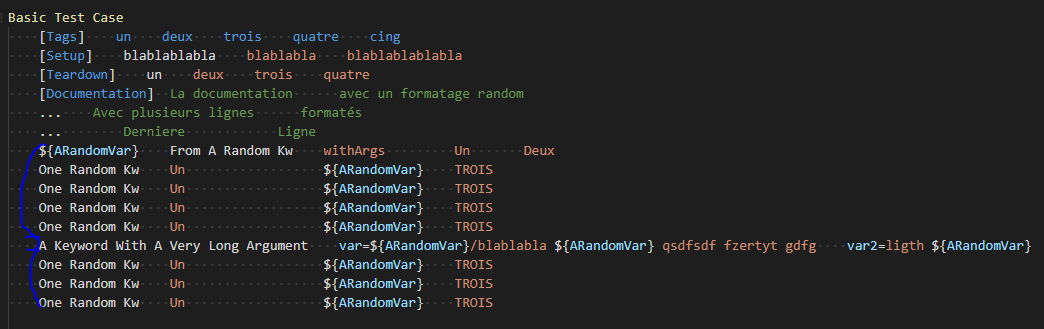 Basic Test Case
[Tags]    un    deux    trois    quatre    cinq
[Setup]    blablablabla    blablabla    blablablablabla
[Teardown]    un    deux    trois    quatre
[Documentation]  La documentation      avec un formatage random
...    Avec plusieurs lignes      formatés
...        Derniere            Ligne
${ARandomVar}    From A Random Kw    withArgs         Un       Deux
One Random Kw    Un                  ${ARandomVar}    TROIS
One Random Kw    Un                  ${ARandomVar}    TROIS
One Random Kw    Un                  ${ARandomVar}    TROIS
One Random Kw    Un                  ${ARandomVar}    TROIS
A Keyword With A Very Long Argument    var=${ARandomVar}/blablabla ${ARandomVar} qsdfsdf fzertyt gdfg    var2=ligth ${ARandomVar}
One Random Kw    Un                  ${ARandomVar}    TROIS
One Random Kw    Un                  ${ARandomVar}    TROIS
One Random Kw    Un                  ${ARandomVar}    TROIS